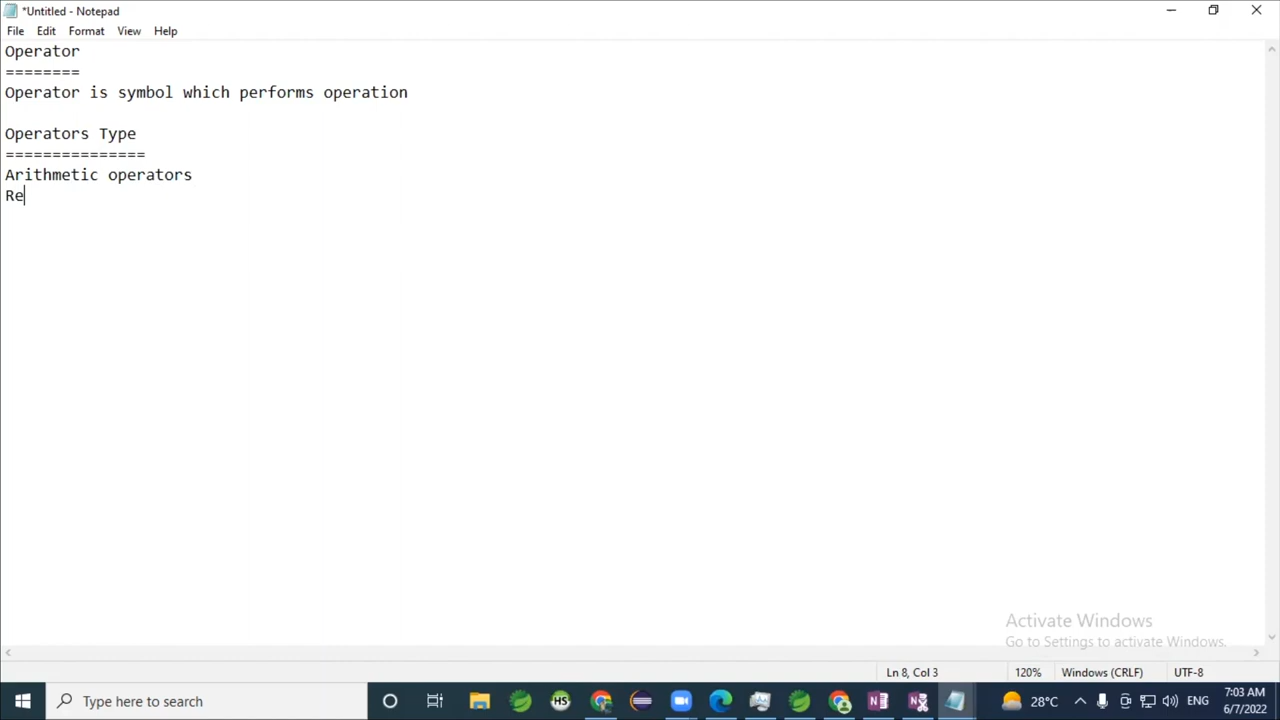 *Untitled - Notepad
File Edit Format View Help
Operator
========
Operator is symbol which performs operation
Operators Type
===============
Arithmetic operators
Re
Activate Windows
Go to Settings to activate Windows.
Ln 8, Col 3 120% Windows (CRLF) UTF-8
Type here to search HS N 28°C ENG 7:03 AM
6/7/2022